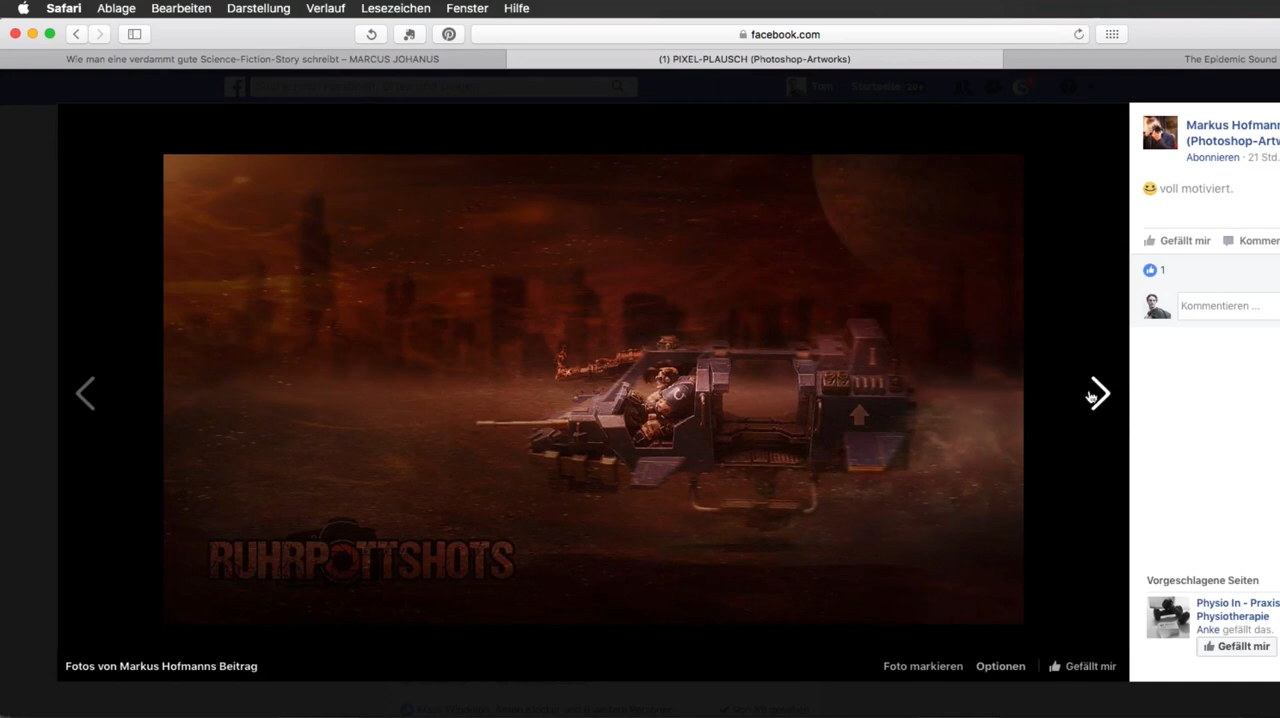 Safari Ablage Bearbeiten Darstellung Verlauf Lesezeichen Fenster Hilfe
facebook.com
Wie man eine verdammt gute Science-Fiction-Story schreibt – MARCUS JOHANUS
(1) PIXEL-PLAUSCH (Photoshop-Artworks)
The Epidemic Sound
Tom Startseite 20+
Markus Hofmann
(Photoshop-Artw
Abonnieren · 21 Std.
voll motiviert.
Gefällt mir Kommen
1
Kommentieren ...
RUHRPOTTSHOTS
Vorgeschlagene Seiten
Physio In - Praxis
Physiotherapie
Anke gefällt das.
Gefällt mir
Fotos von Markus Hofmanns Beitrag
Foto markieren Optionen Gefällt mir